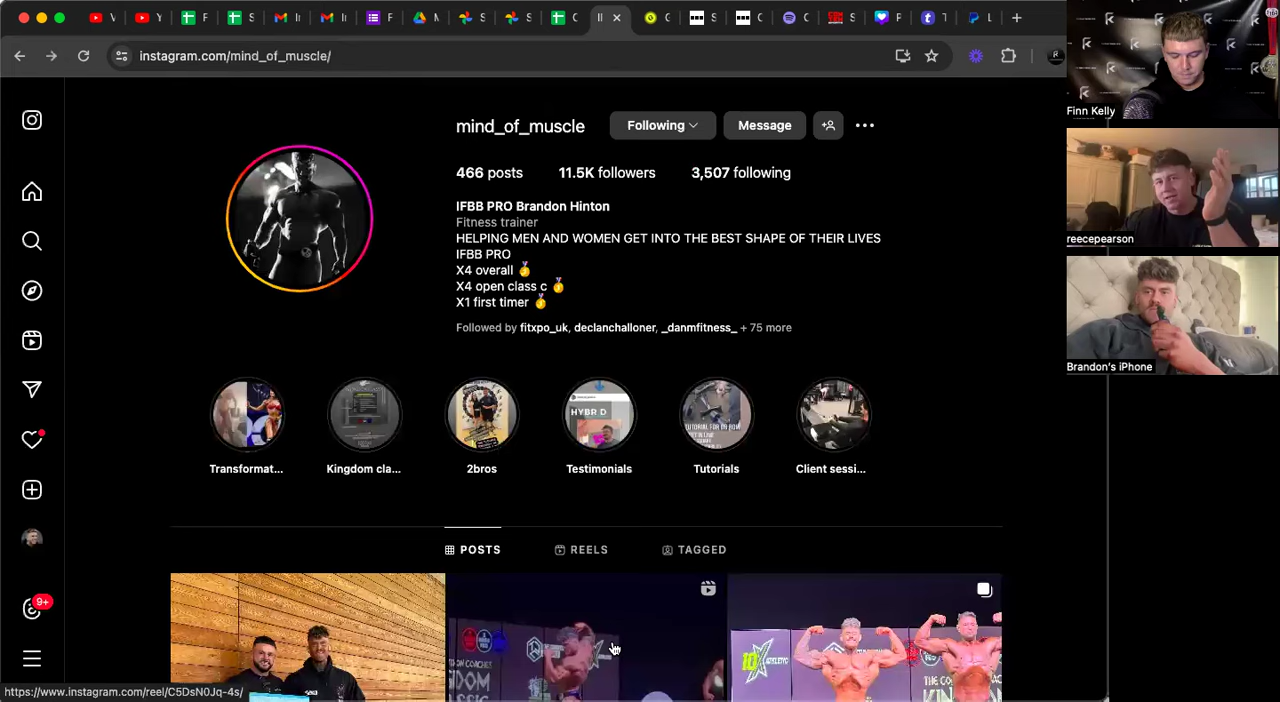 instagram.com/mind_of_muscle/
Finn Kelly
reecepearson
Brandon's iPhone
mind_of_muscle
Following
Message
466 posts
11.5K followers
3,507 following
IFBB PRO Brandon Hinton
Fitness trainer
HELPING MEN AND WOMEN GET INTO THE BEST SHAPE OF THEIR LIVES
IFBB PRO
X4 overall 🥇
X4 open class c 🥇
X1 first timer 🥇
Followed by fitxpo_uk, declanchalloner, _danmfitness_ + 75 more
HYBRID
Transformat...
Kingdom cla...
2bros
Testimonials
Tutorials
Client sessi...
POSTS
REELS
TAGGED
9+
https://www.instagram.com/reel/C5DsN0Jq-4s/